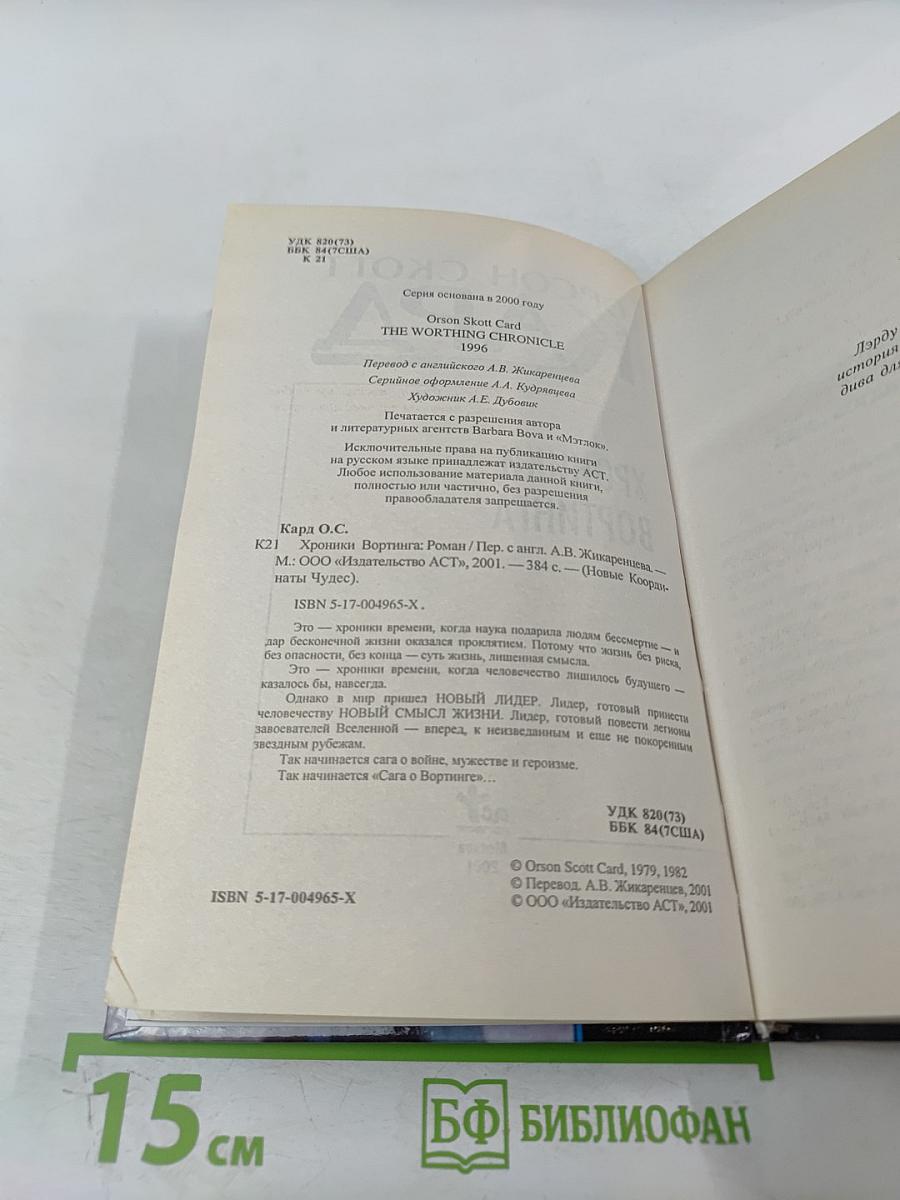 УДК 820(73)
ББК 84(7США)
К 21
Серия основана в 2000 году
Orson Skott Card
THE WORTHING CHRONICLE
1996
Перевод с английского А.В. Жикаренцева
Серийное оформление А.А. Кудрявцева
Художник А.Е. Дубовик
Печатается с разрешения автора
и литературных агентств Barbara Bova и «Мэтлок».
Исключительные права на публикацию книги
на русском языке принадлежат издательству АСТ.
Любое использование материала данной книги,
полностью или частично, без разрешения
правообладателя запрещается.
Кард О.С.
К21 Хроники Вортинга: Роман / Пер. с англ. А.В. Жикаренцева. —
М.: ООО «Издательство АСТ», 2001. — 384 с. — (Новые Коорди-
наты Чудес).
ISBN 5-17-004965-X.
Это — хроники времени, когда наука подарила людям бессмертие — и
дар бесконечной жизни оказался проклятием. Потому что жизнь без риска,
без опасности, без конца — суть жизнь, лишенная смысла.
Это — хроники времени, когда человечество лишилось будущего —
казалось бы, навсегда.
Однако в мир пришел НОВЫЙ ЛИДЕР. Лидер, готовый принести
человечеству НОВЫЙ СМЫСЛ ЖИЗНИ. Лидер, готовый повести легионы
завоевателей Вселенной — вперед, к неизведанным и еще не покоренным
звездным рубежам.
Так начинается сага о войне, мужестве и героизме.
Так начинается «Сага о Вортинге»...
УДК 820(73)
ББК 84(7США)
© Orson Scott Card, 1979, 1982
© Перевод. А.В. Жикаренцев, 2001
© ООО «Издательство АСТ», 2001
ISBN 5-17-004965-X
Лэрду
история
дива для
15 см
БФ БИБЛИОФАН